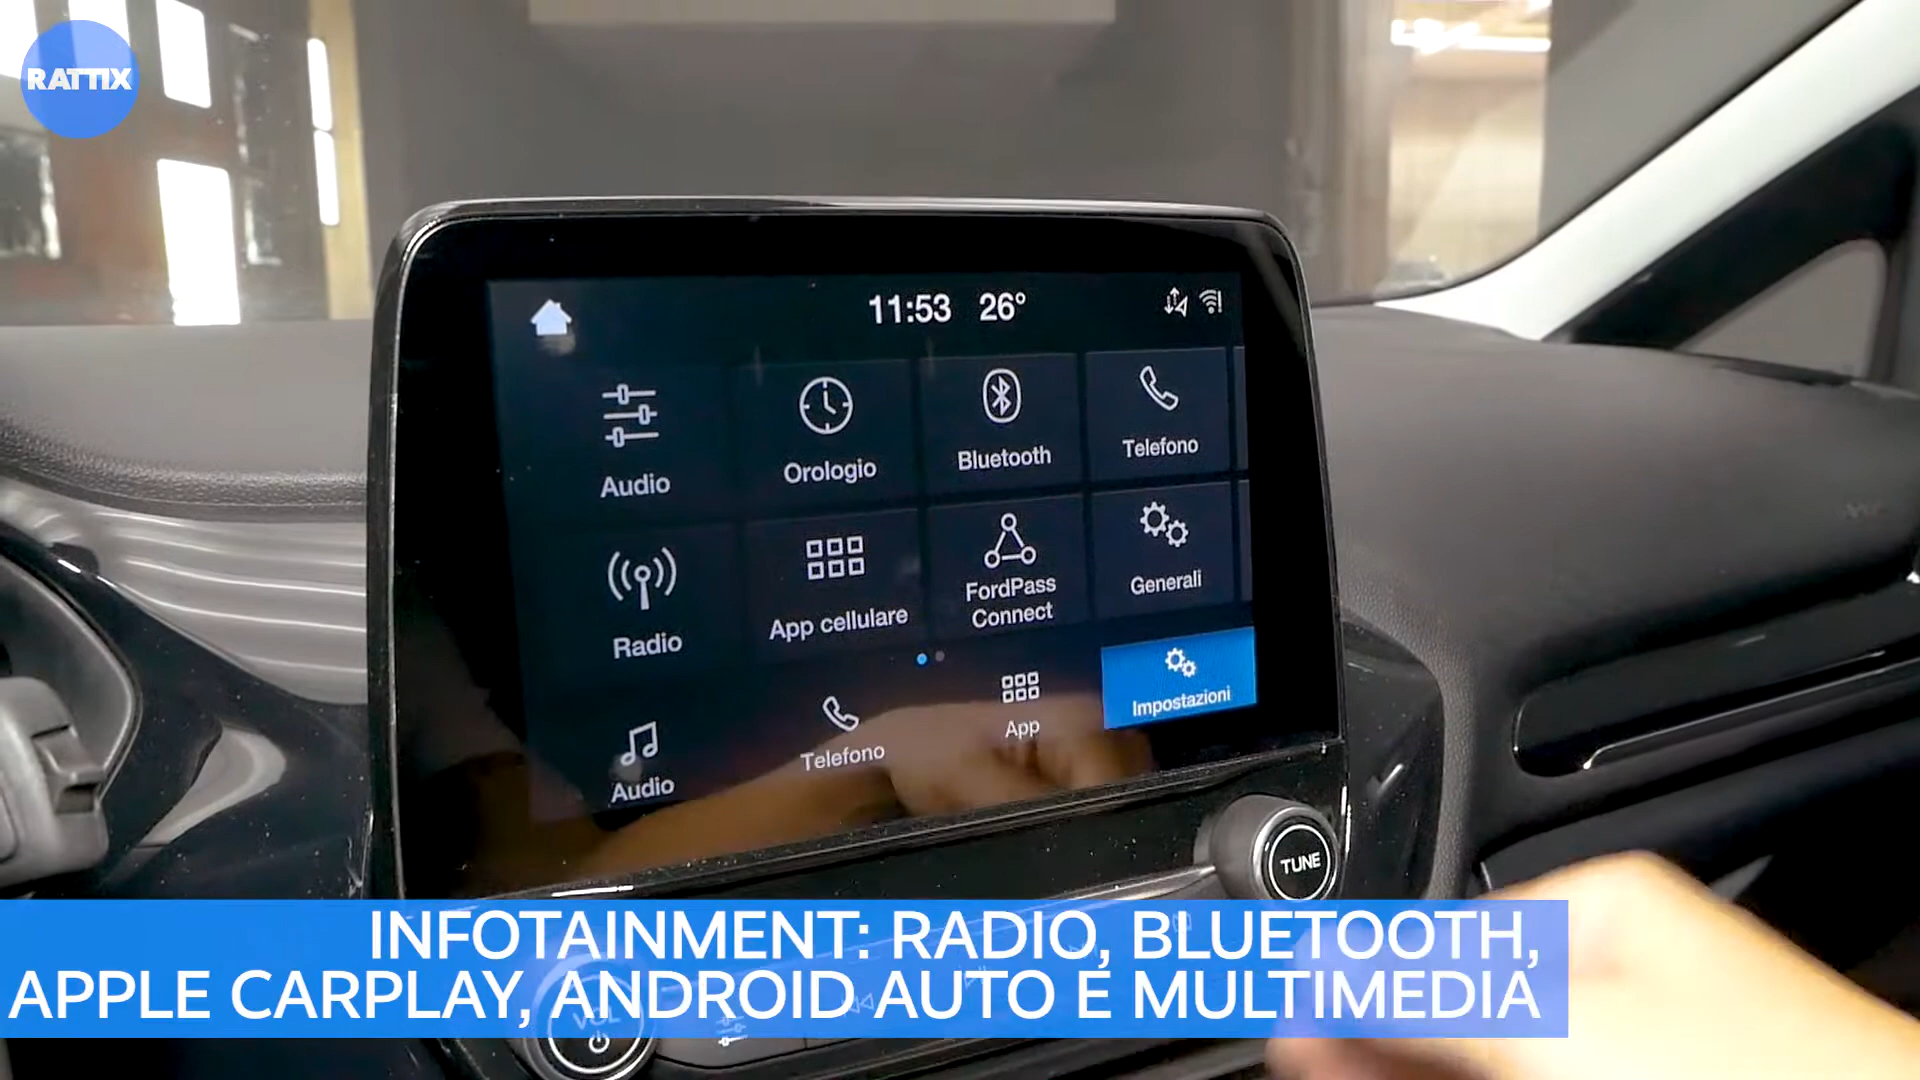 RATTIX
11:53 26°
Audio
Orologio
Bluetooth
Telefono
Radio
App cellulare
FordPass
Connect
Generali
Audio
Telefono
App
Impostazioni
TUNE
INFOTAINMENT: RADIO, BLUETOOTH,
APPLE CARPLAY, ANDROID AUTO E MULTIMEDIA
VOL